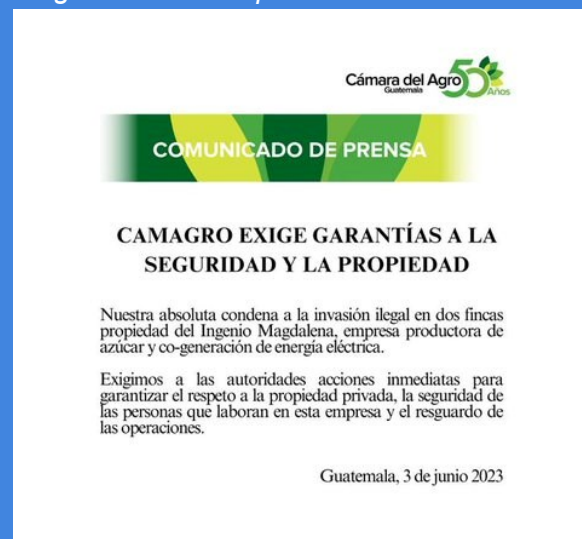 Cámara del Agro
Guatemala
50
Años
COMUNICADO DE PRENSA
CAMAGRO EXIGE GARANTÍAS A LA
SEGURIDAD Y LA PROPIEDAD
Nuestra absoluta condena a la invasión ilegal en dos fincas
propiedad del Ingenio Magdalena, empresa productora de
azúcar y co-generación de energía eléctrica.
Exigimos a las autoridades acciones inmediatas para
garantizar el respeto a la propiedad privada, la seguridad de
las personas que laboran en esta empresa y el resguardo de
las operaciones.
Guatemala, 3 de junio 2023